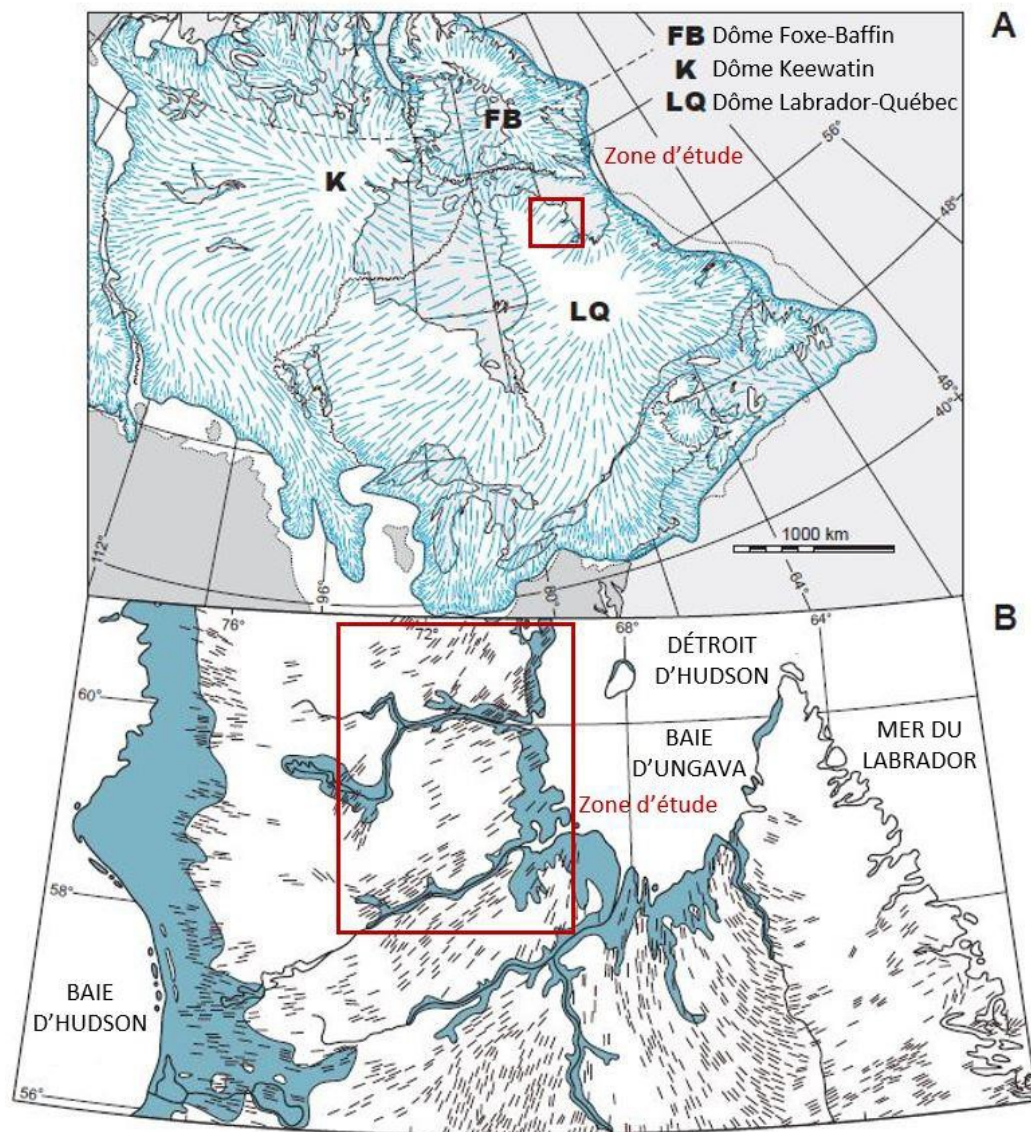 A
FB Dôme Foxe-Baffin
K Dôme Keewatin
LQ Dôme Labrador-Québec
FB
Zone d'étude
56°
K
48°
LQ
48°
40°
1000 km
112°
96°
80°
64°
B
76°
72°
68°
64°
DÉTROIT
D'HUDSON
60°
BAIE
D'UNGAVA
MER DU
LABRADOR
Zone d'étude
58°
BAIE
D'HUDSON
56°